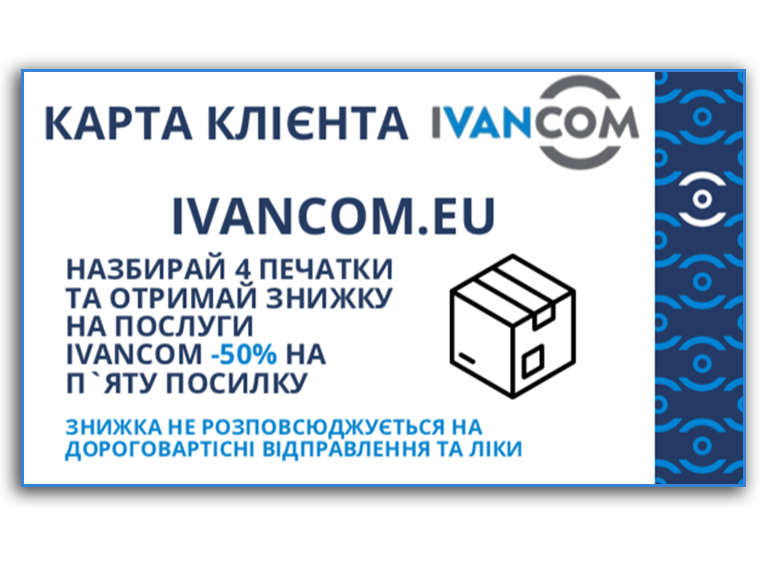 КАРТА КЛІЄНТА IVANCOM
IVANCOM.EU
НАЗБИРАЙ 4 ПЕЧАТКИ
ТА ОТРИМАЙ ЗНИЖКУ
НА ПОСЛУГИ
IVANCOM -50% НА
П`ЯТУ ПОСИЛКУ
ЗНИЖКА НЕ РОЗПОВСЮДЖУЄТЬСЯ НА
ДОРОГОВАРТІСНІ ВІДПРАВЛЕННЯ ТА ЛІКИ